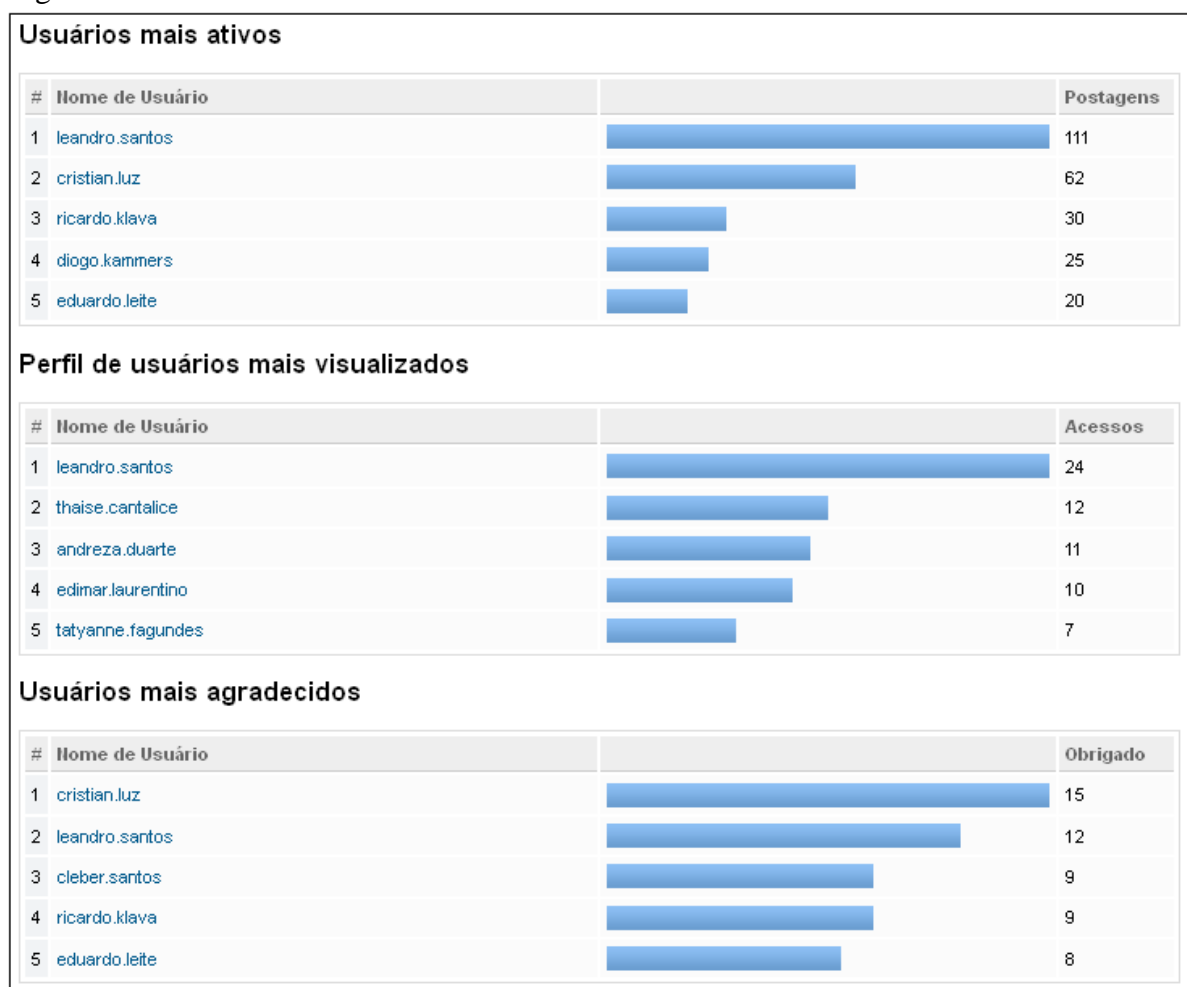 Usuários mais ativos
# Nome de Usuário Postagens
1 leandro.santos 111
2 cristian.luz 62
3 ricardo.klava 30
4 diogo.kammers 25
5 eduardo.leite 20
Perfil de usuários mais visualizados
# Nome de Usuário Acessos
1 leandro.santos 24
2 thaise.cantalice 12
3 andreza.duarte 11
4 edimar.laurentino 10
5 tatyanne.fagundes 7
Usuários mais agradecidos
# Nome de Usuário Obrigado
1 cristian.luz 15
2 leandro.santos 12
3 cleber.santos 9
4 ricardo.klava 9
5 eduardo.leite 8